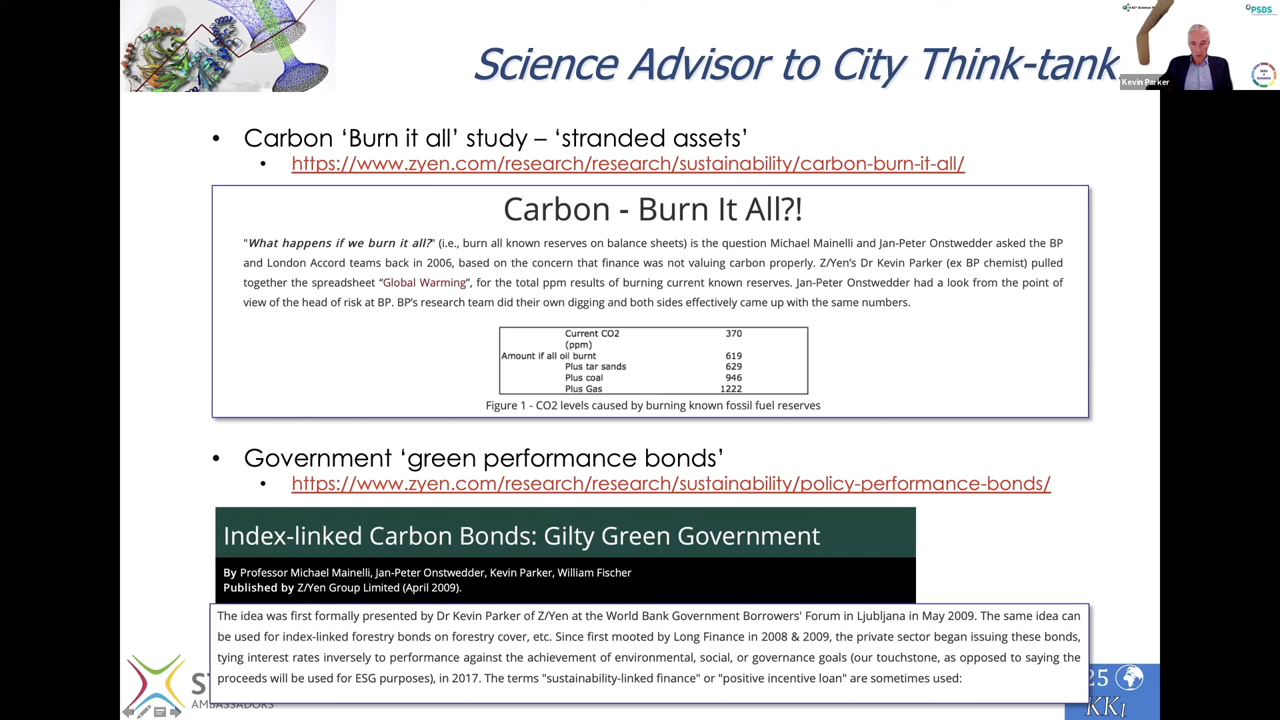 Science Advisor to City Think-tank
PSDS
Kevin Parker
• Carbon ‘Burn it all’ study – ‘stranded assets’
• https://www.zyen.com/research/research/sustainability/carbon-burn-it-all/
Carbon - Burn It All?!
"What happens if we burn it all?" (i.e., burn all known reserves on balance sheets) is the question Michael Mainelli and Jan-Peter Onstwedder asked the BP
and London Accord teams back in 2006, based on the concern that finance was not valuing carbon properly. Z/Yen’s Dr Kevin Parker (ex BP chemist) pulled
together the spreadsheet “Global Warming”, for the total ppm results of burning current known reserves. Jan-Peter Onstwedder had a look from the point of
view of the head of risk at BP. BP’s research team did their own digging and both sides effectively came up with the same numbers.
Current CO2 370
(ppm)
Amount if all oil burnt 619
Plus tar sands 629
Plus coal 946
Plus Gas 1222
Figure 1 - CO2 levels caused by burning known fossil fuel reserves
• Government ‘green performance bonds’
• https://www.zyen.com/research/research/sustainability/policy-performance-bonds/
Index-linked Carbon Bonds: Gilty Green Government
By Professor Michael Mainelli, Jan-Peter Onstwedder, Kevin Parker, William Fischer
Published by Z/Yen Group Limited (April 2009).
The idea was first formally presented by Dr Kevin Parker of Z/Yen at the World Bank Government Borrowers' Forum in Ljubljana in May 2009. The same idea can
be used for index-linked forestry bonds on forestry cover, etc. Since first mooted by Long Finance in 2008 & 2009, the private sector began issuing these bonds,
tying interest rates inversely to performance against the achievement of environmental, social, or governance goals (our touchstone, as opposed to saying the
proceeds will be used for ESG purposes), in 2017. The terms "sustainability-linked finance" or "positive incentive loan" are sometimes used:
ST
AMBASSADORS
25
KKI